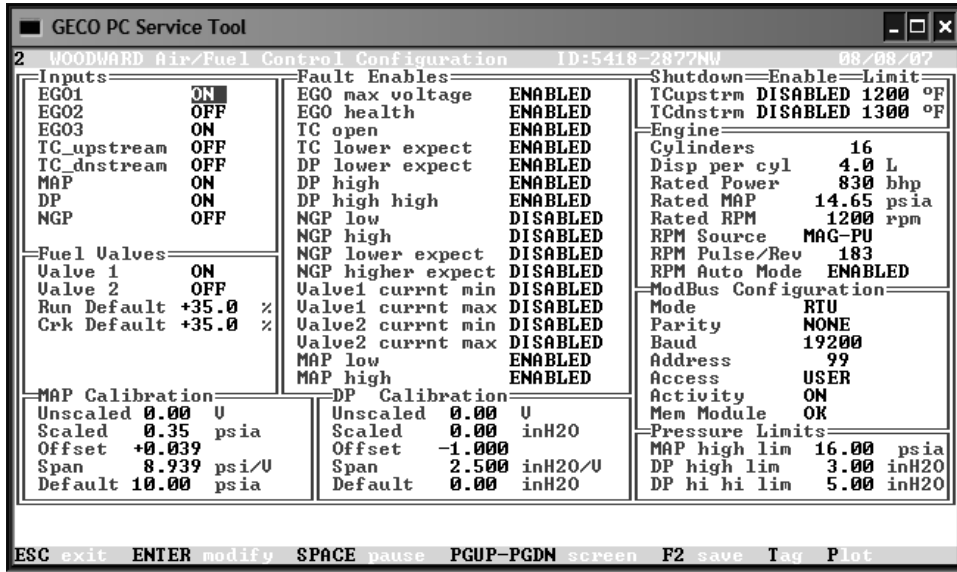 GECO PC Service Tool
2 WOODWARD Air/Fuel Control Configuration ID:5418-2877NW 08/08/07
Inputs
EGO1 ON
EGO2 OFF
EGO3 ON
TC_upstream OFF
TC_dnstream OFF
MAP ON
DP ON
NGP OFF
Fuel Valves
Valve 1 ON
Valve 2 OFF
Run Default +35.0 %
Crk Default +35.0 %
Fault Enables
EGO max voltage ENABLED
EGO health ENABLED
TC open ENABLED
TC lower expect ENABLED
DP lower expect ENABLED
DP high ENABLED
DP high high ENABLED
NGP low DISABLED
NGP high DISABLED
NGP lower expect DISABLED
NGP higher expect DISABLED
Valve1 currnt min DISABLED
Valve1 currnt max DISABLED
Valve2 currnt min DISABLED
Valve2 currnt max DISABLED
MAP low ENABLED
MAP high ENABLED
Shutdown Enable Limit
TCupstrm DISABLED 1200 ºF
TCdnstrm DISABLED 1300 ºF
Engine
Cylinders 16
Disp per cyl 4.0 L
Rated Power 830 bhp
Rated MAP 14.65 psia
Rated RPM 1200 rpm
RPM Source MAG-PU
RPM Pulse/Rev 183
RPM Auto Mode ENABLED
ModBus Configuration
Mode RTU
Parity NONE
Baud 19200
Address 99
Access USER
Activity ON
Mem Module OK
MAP Calibration
Unscaled 0.00 V
Scaled 0.35 psia
Offset +0.039
Span 8.939 psi/V
Default 10.00 psia
DP Calibration
Unscaled 0.00 V
Scaled 0.00 inH2O
Offset -1.000
Span 2.500 inH2O/V
Default 0.00 inH2O
Pressure Limits
MAP high lim 16.00 psia
DP high lim 3.00 inH2O
DP hi hi lim 5.00 inH2O
ESC exit ENTER modify SPACE pause PGUP-PGDN screen F2 save Tag Plot